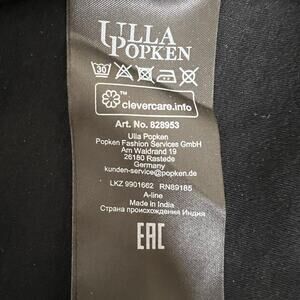 ULLA
POPKEN
30
clevercare.info
Art. No. 828953
Ulla Popken
Popken Fashion Services GmbH
Am Waldrand 19
26180 Rastede
Germany
kunden-service@popken.de
LKZ 9901662 RN89185
A-line
Made in India
Страна происхождения Индия
EAC